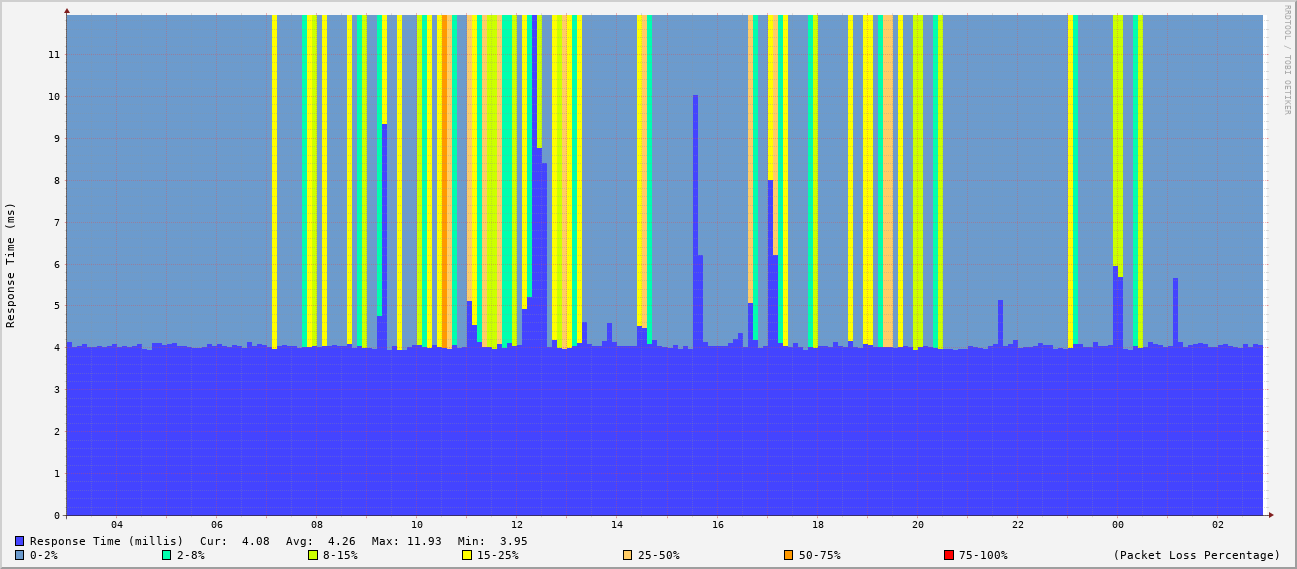 RRDTOOL / TOBI OETIKER
Response Time (ms)
11
10
9
8
7
6
5
4
3
2
1
0
04 06 08 10 12 14 16 18 20 22 00 02
Response Time (millis) Cur: 4.08 Avg: 4.26 Max: 11.93 Min: 3.95
0-2% 2-8% 8-15% 15-25% 25-50% 50-75% 75-100% (Packet Loss Percentage)